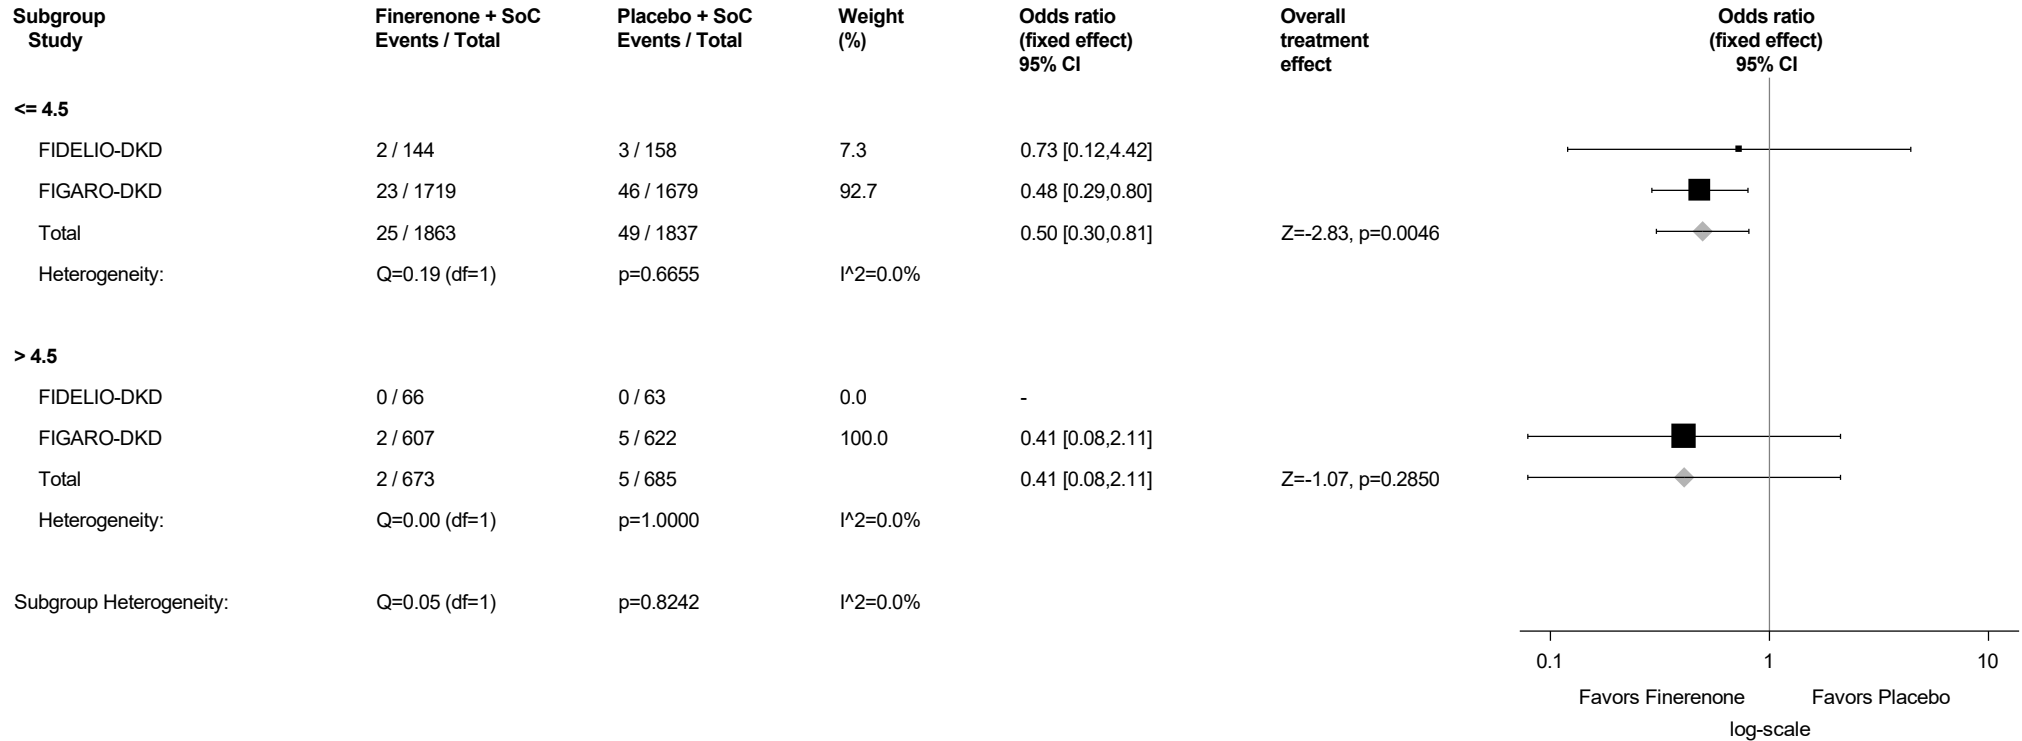 Subgroup Finerenone + SoC Placebo + SoC Weight Odds ratio Overall Odds ratio
Study Events / Total Events / Total (%) (fixed effect) treatment (fixed effect)
95% CI effect 95% CI
<= 4.5
FIDELIO-DKD 2 / 144 3 / 158 7.3 0.73 [0.12,4.42]
FIGARO-DKD 23 / 1719 46 / 1679 92.7 0.48 [0.29,0.80]
Total 25 / 1863 49 / 1837 0.50 [0.30,0.81] Z=-2.83, p=0.0046
Heterogeneity: Q=0.19 (df=1) p=0.6655 I^2=0.0%
> 4.5
FIDELIO-DKD 0 / 66 0 / 63 0.0 -
FIGARO-DKD 2 / 607 5 / 622 100.0 0.41 [0.08,2.11]
Total 2 / 673 5 / 685 0.41 [0.08,2.11] Z=-1.07, p=0.2850
Heterogeneity: Q=0.00 (df=1) p=1.0000 I^2=0.0%
Subgroup Heterogeneity: Q=0.05 (df=1) p=0.8242 I^2=0.0%
0.1 1 10
Favors Finerenone Favors Placebo
log-scale